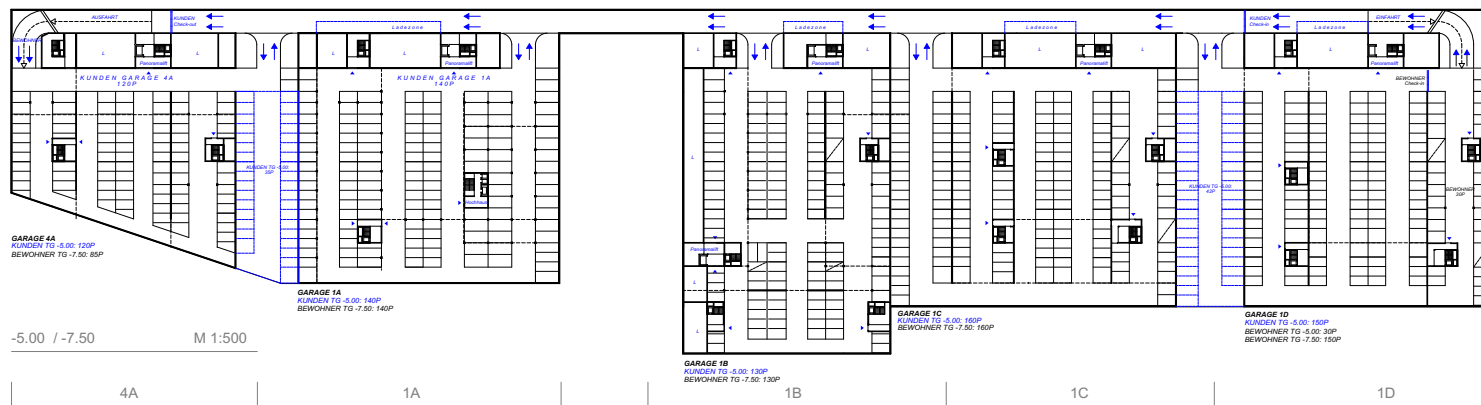 AUSFAHRT
KUNDEN
Check-out
Ladezone
Ladezone
Ladezone
KUNDEN
Check-in
Ladezone
EINFAHRT
BEWOHNER
L
L
L
L
L
L
L
L
L
L
Panoramalift
Panoramalift
Panoramalift
Panoramalift
Panoramalift
KUNDEN GARAGE 4A
120P
KUNDEN GARAGE 1A
140P
BEWOHNER
Check-in
L
KUNDEN TG -5.00:
35P
KUNDEN TG -5.00:
42P
BEWOHNER
30P
Hochhaus
Panoramalift
L
L
GARAGE 4A
KUNDEN TG -5.00: 120P
BEWOHNER TG -7.50: 85P
GARAGE 1A
KUNDEN TG -5.00: 140P
BEWOHNER TG -7.50: 140P
GARAGE 1B
KUNDEN TG -5.00: 130P
BEWOHNER TG -7.50: 130P
GARAGE 1C
KUNDEN TG -5.00: 160P
BEWOHNER TG -7.50: 160P
GARAGE 1D
KUNDEN TG -5.00: 150P
BEWOHNER TG -5.00: 30P
BEWOHNER TG -7.50: 150P
-5.00 / -7.50 M 1:500
4A 1A 1B 1C 1D